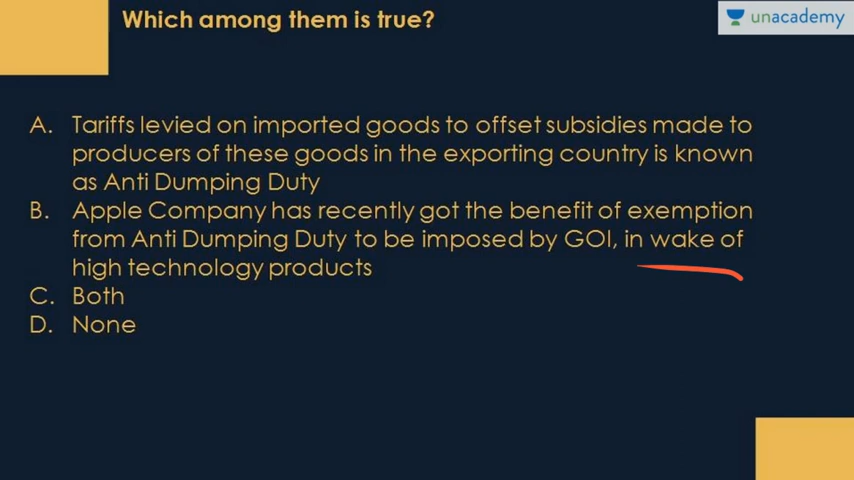 Which among them is true?
unacademy
A. Tariffs levied on imported goods to offset subsidies made to
producers of these goods in the exporting country is known
as Anti Dumping Duty
B. Apple Company has recently got the benefit of exemption
from Anti Dumping Duty to be imposed by GOI, in wake of
high technology products
C. Both
D. None